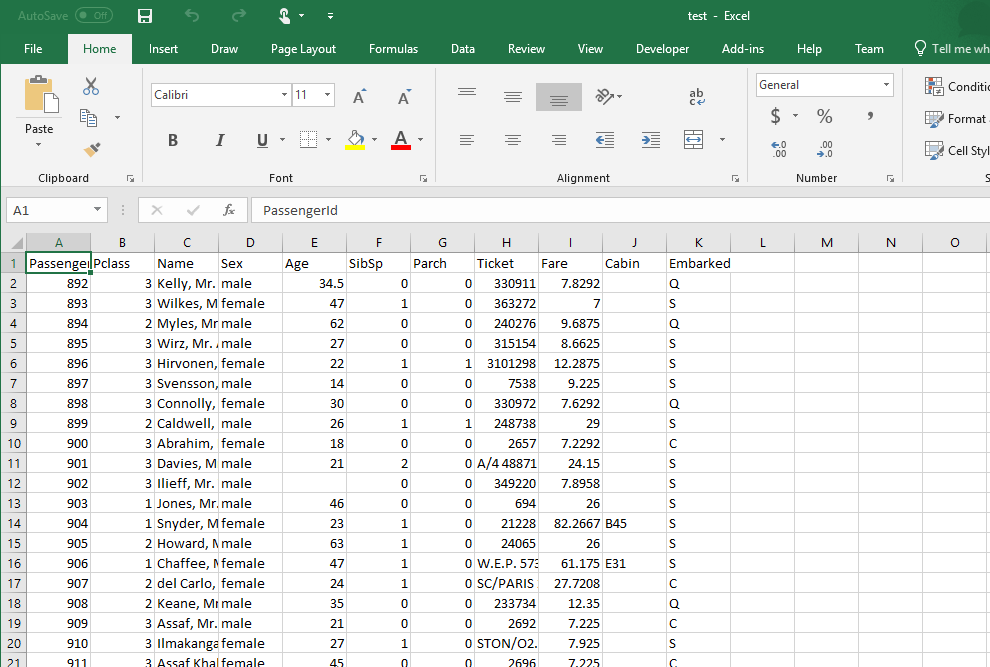 AutoSave Off test - Excel
File Home Insert Draw Page Layout Formulas Data Review View Developer Add-ins Help Team Tell me wh
Calibri 11 ab General Conditio
Paste B I U A $ % , Format
Cell Styl
Clipboard Font Alignment Number S
A1 fx PassengerId
A B C D E F G H I J K L M N O
1 Passenger Pclass Name Sex Age SibSp Parch Ticket Fare Cabin Embarked
2 892 3 Kelly, Mr. male 34.5 0 0 330911 7.8292 Q
3 893 3 Wilkes, M female 47 1 0 363272 7 S
4 894 2 Myles, Mr male 62 0 0 240276 9.6875 Q
5 895 3 Wirz, Mr. male 27 0 0 315154 8.6625 S
6 896 3 Hirvonen, female 22 1 1 3101298 12.2875 S
7 897 3 Svensson, male 14 0 0 7538 9.225 S
8 898 3 Connolly, female 30 0 0 330972 7.6292 Q
9 899 2 Caldwell, male 26 1 1 248738 29 S
10 900 3 Abrahim, female 18 0 0 2657 7.2292 C
11 901 3 Davies, M male 21 2 0 A/4 48871 24.15 S
12 902 3 Ilieff, Mr. male 0 0 349220 7.8958 S
13 903 1 Jones, Mr. male 46 0 0 694 26 S
14 904 1 Snyder, M female 23 1 0 21228 82.2667 B45 S
15 905 2 Howard, M male 63 1 0 24065 26 S
16 906 1 Chaffee, M female 47 1 0 W.E.P. 573 61.175 E31 S
17 907 2 del Carlo, female 24 1 0 SC/PARIS 27.7208 C
18 908 2 Keane, Mr male 35 0 0 233734 12.35 Q
19 909 3 Assaf, Mr. male 21 0 0 2692 7.225 C
20 910 3 Ilmakanga female 27 1 0 STON/O2. 7.925 S
21 911 3 Assaf Khal female 45 0 0 2696 7.225 C